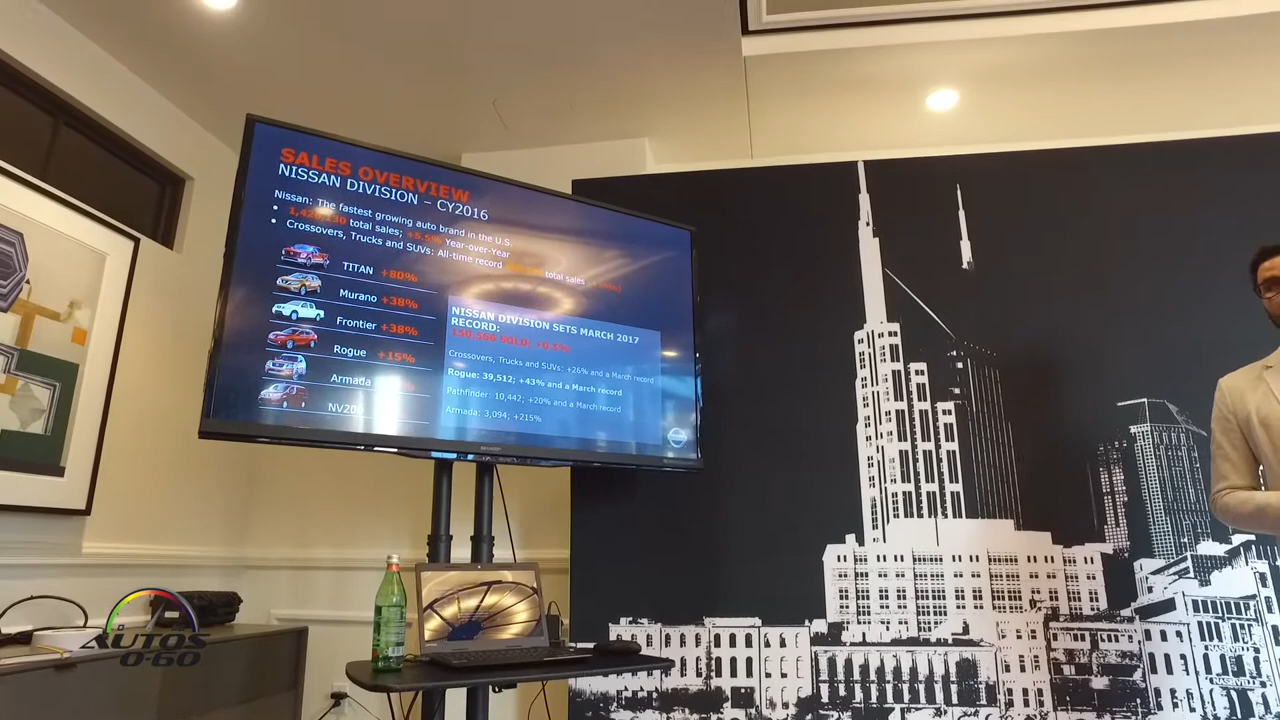 SALES OVERVIEW
NISSAN DIVISION – CY2016
Nissan: The fastest growing auto brand in the U.S.
• total sales; Year-over-Year
• Crossovers, Trucks and SUVs: All-time record total sales
TITAN +80%
Murano +38%
Frontier +38%
Rogue +15%
Armada
NISSAN DIVISION SETS MARCH 2017
RECORD:
Crossovers, Trucks and SUVs: +26% and a March record
Rogue: 39,512; +43% and a March record
Pathfinder: 10,442; +20% and a March record
Armada: 3,094; +215%
SHARP
NASHVILLE
NASHVILLE
AUTOS
0-60